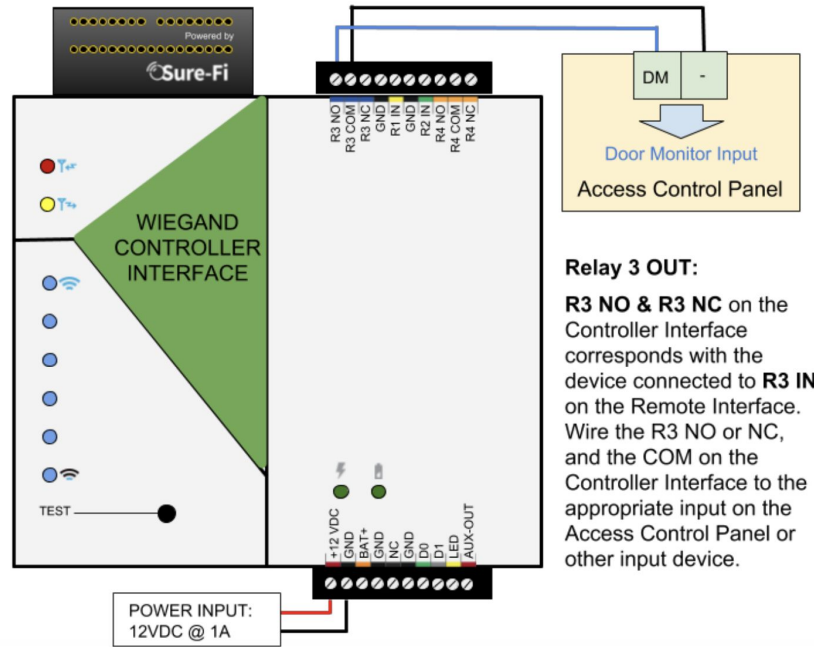 Powered by
Sure-Fi
R3 NO
R3 COM
R3 NC
GND
R1 IN
GND
R2 IN
R4 NO
R4 COM
R4 NC
DM
-
Door Monitor Input
Access Control Panel
WIEGAND
CONTROLLER
INTERFACE
Relay 3 OUT:
R3 NO & R3 NC on the
Controller Interface
corresponds with the
device connected to R3 IN
on the Remote Interface.
Wire the R3 NO or NC,
and the COM on the
Controller Interface to the
appropriate input on the
Access Control Panel or
other input device.
TEST
+12 VDC
GND
BAT+
GND
NC
GND
D0
D1
LED
AUX-OUT
POWER INPUT:
12VDC @ 1A